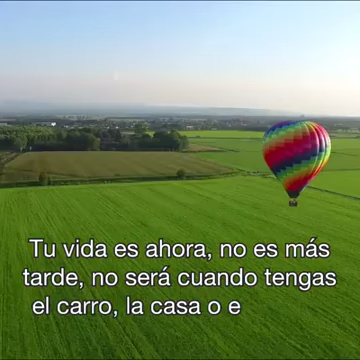 Tu vida es ahora, no es más
tarde, no será cuando tengas
el carro, la casa o e